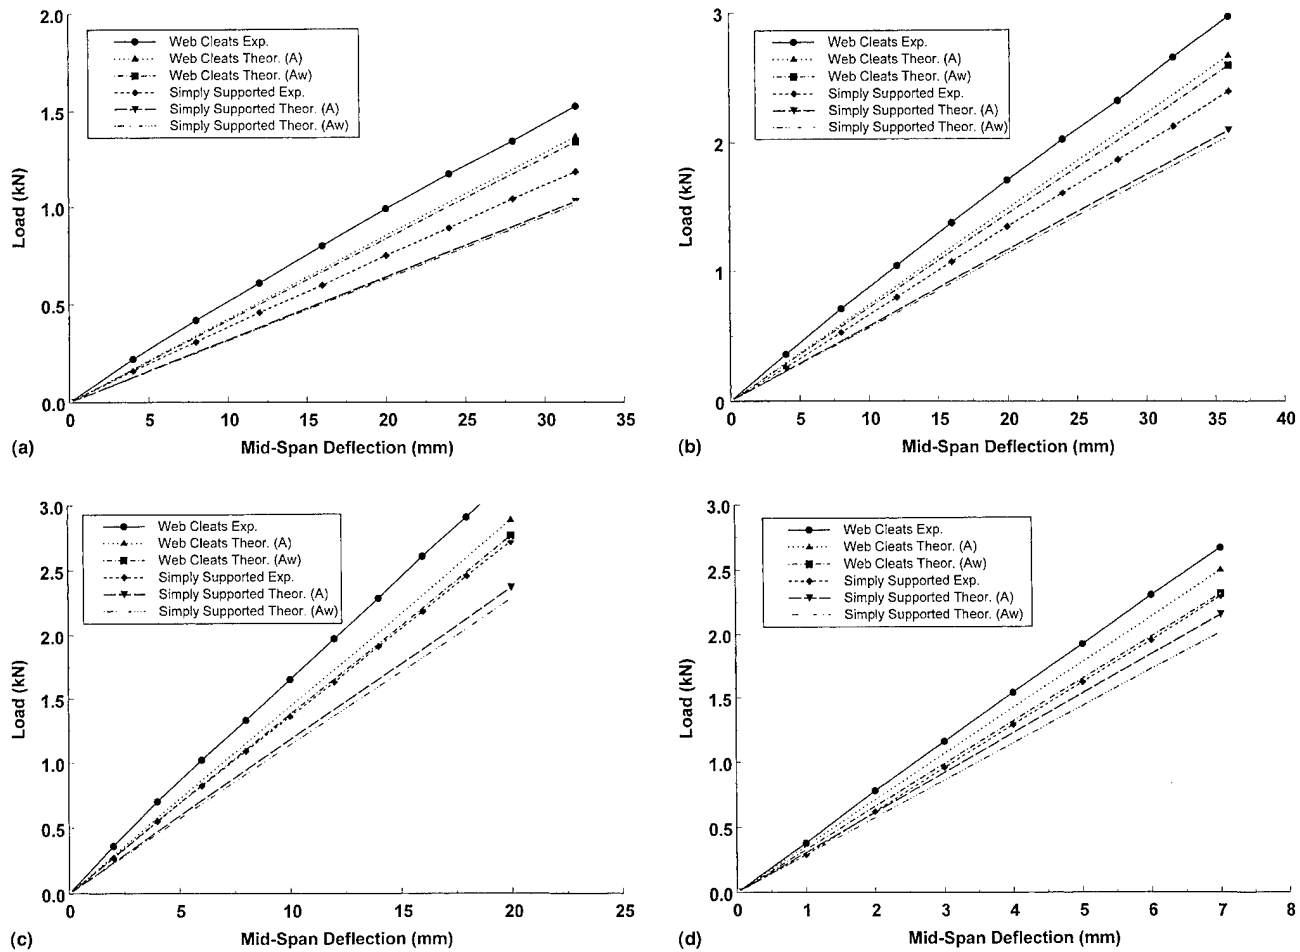 2.0
1.5
1.0
0.5
0.0
Load (kN)
Web Cleats Exp.
Web Cleats Theor. (A)
Web Cleats Theor. (Aw)
Simply Supported Exp.
Simply Supported Theor. (A)
Simply Supported Theor. (Aw)
0 5 10 15 20 25 30 35
(a) Mid-Span Deflection (mm)
3
2
1
0
Load (kN)
Web Cleats Exp.
Web Cleats Theor. (A)
Web Cleats Theor. (Aw)
Simply Supported Exp.
Simply Supported Theor. (A)
Simply Supported Theor. (Aw)
0 5 10 15 20 25 30 35 40
(b) Mid-Span Deflection (mm)
3.0
2.5
2.0
1.5
1.0
0.5
0.0
Load (kN)
Web Cleats Exp.
Web Cleats Theor. (A)
Web Cleats Theor. (Aw)
Simply Supported Exp.
Simply Supported Theor. (A)
Simply Supported Theor. (Aw)
0 5 10 15 20 25
(c) Mid-Span Deflection (mm)
3.0
2.5
2.0
1.5
1.0
0.5
0.0
Load (kN)
Web Cleats Exp.
Web Cleats Theor. (A)
Web Cleats Theor. (Aw)
Simply Supported Exp.
Simply Supported Theor. (A)
Simply Supported Theor. (Aw)
0 1 2 3 4 5 6 7 8
(d) Mid-Span Deflection (mm)